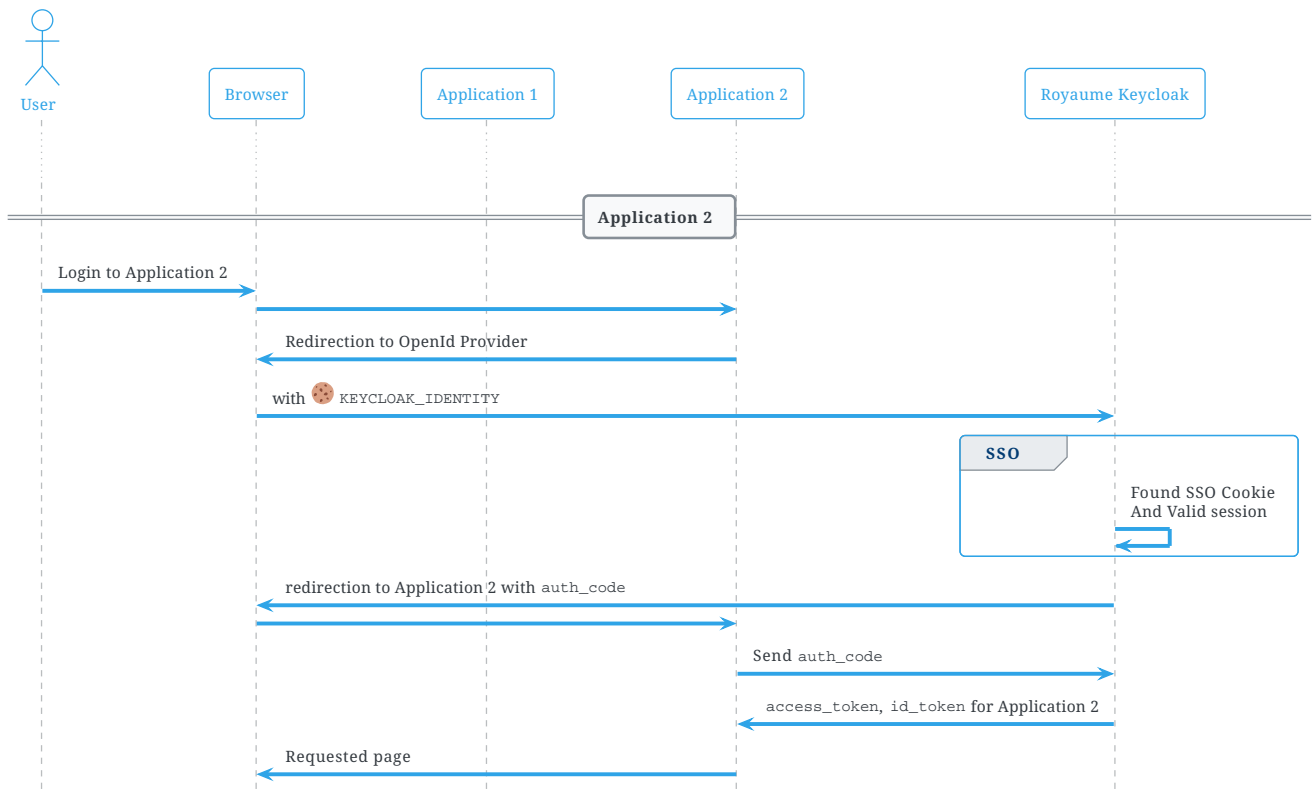 User
Browser
Application 1
Application 2
Royaume Keycloak
Application 2
Login to Application 2
Redirection to OpenId Provider
with KEYCLOAK_IDENTITY
SSO
Found SSO Cookie
And Valid session
redirection to Application 2 with auth_code
Send auth_code
access_token, id_token for Application 2
Requested page